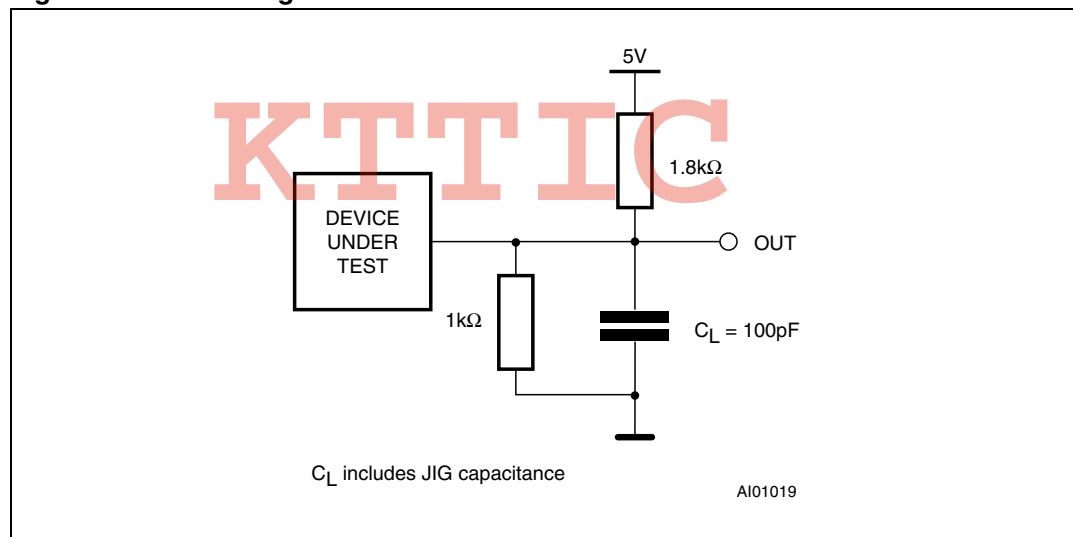 5V
KTTIC
1.8kΩ
DEVICE
UNDER
TEST
OUT
1kΩ
CL = 100pF
CL includes JIG capacitance
AI01019